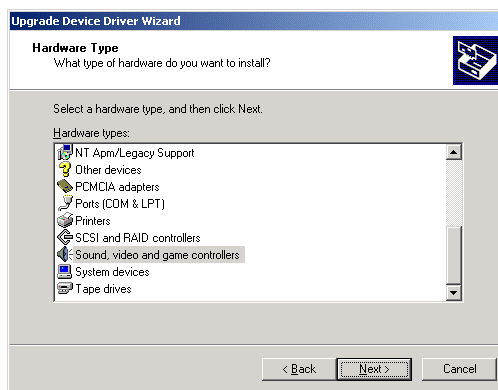 Upgrade Device Driver Wizard
Hardware Type
What type of hardware do you want to install?
Select a hardware type, and then click Next.
Hardware types:
NT Apm/Legacy Support
Other devices
PCMCIA adapters
Ports (COM & LPT)
Printers
SCSI and RAID controllers
Sound, video and game controllers
System devices
Tape drives
< Back
Next >
Cancel